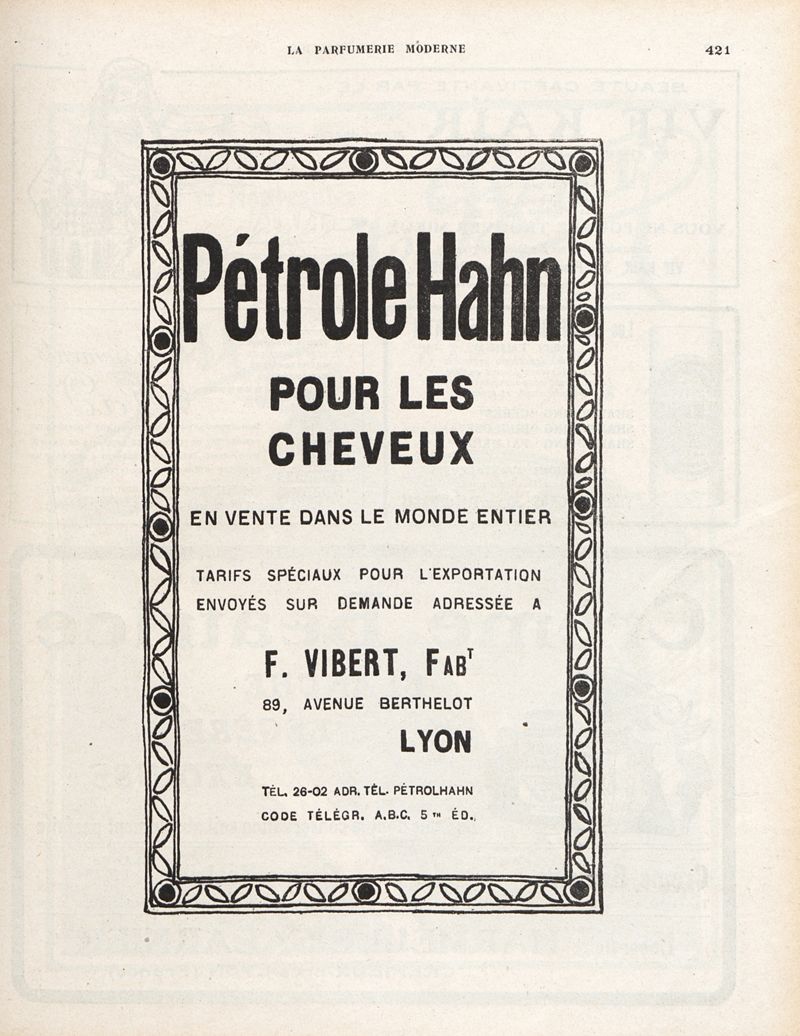 LA PARFUMERIE MODERNE
421
Pétrole Hahn
POUR LES
CHEVEUX
EN VENTE DANS LE MONDE ENTIER
TARIFS SPÉCIAUX POUR L'EXPORTATION
ENVOYÉS SUR DEMANDE ADRESSÉE A
F. VIBERT, FABT
89, AVENUE BERTHELOT
LYON
TÉL. 26-02 ADR. TÉL. PÉTROLHAHN
CODE TÉLÉGR. A.B.C. 5TH ÉD.